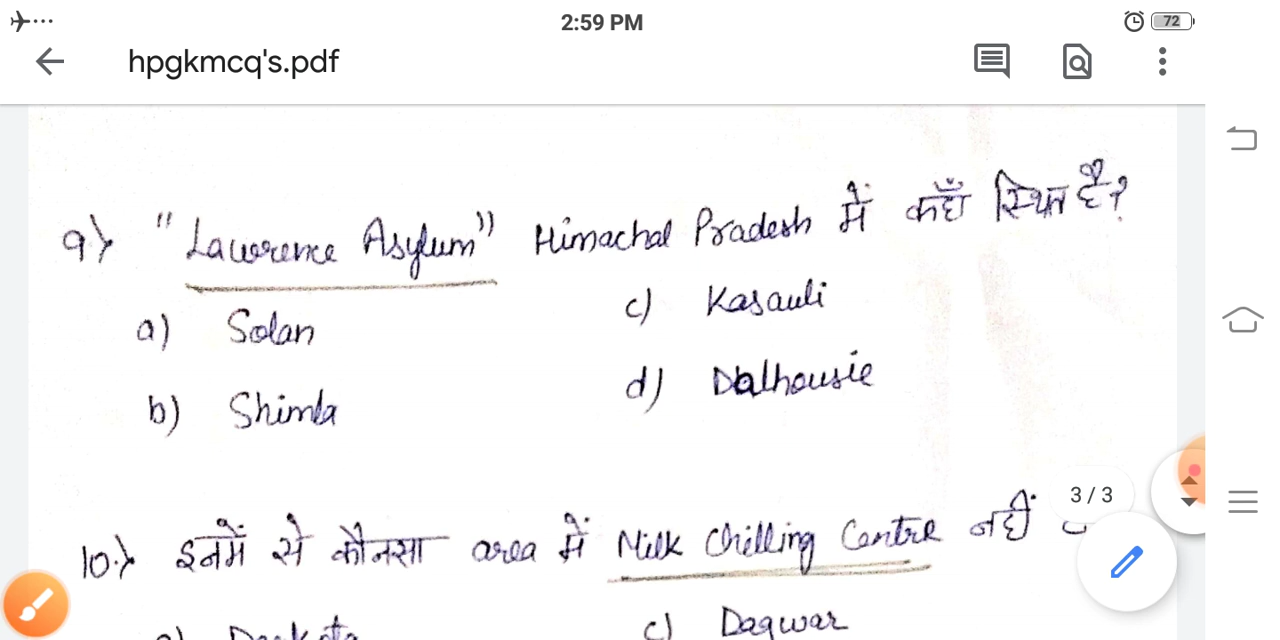 2:59 PM
72
hpgkmcq's.pdf
9) "Lawrence Asylum" Himachal Pradesh में कहाँ स्थित है?
a) Solan
c) Kasauli
b) Shimla
d) Dalhousie
3 / 3
10) इनमें से कौनसा area में Milk Chilling Centre नहीं
c) Dagwar